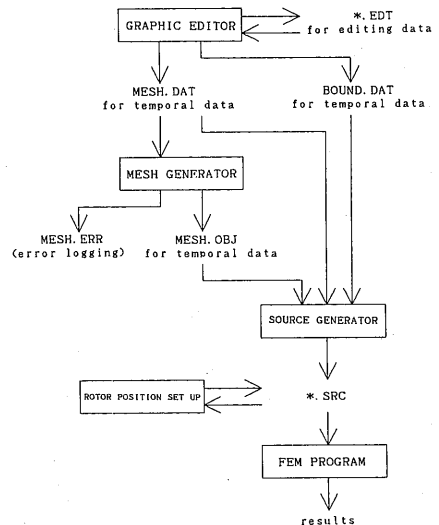 GRAPHIC EDITOR
*.EDT
for editing data
MESH.DAT
for temporal data
BOUND.DAT
for temporal data
MESH GENERATOR
MESH.ERR
(error logging)
MESH.OBJ
for temporal data
SOURCE GENERATOR
ROTOR POSITION SET UP
*.SRC
FEM PROGRAM
results